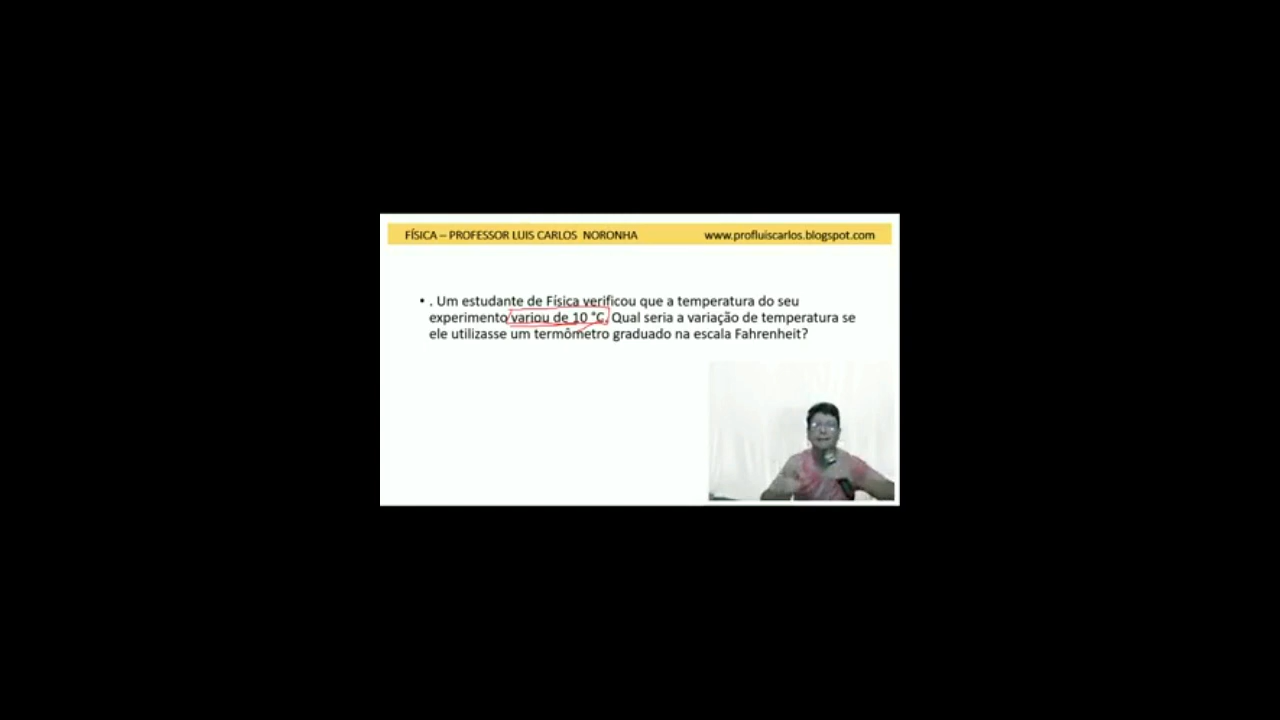 FÍSICA – PROFESSOR LUIS CARLOS NORONHA www.profluiscarlos.blogspot.com
• . Um estudante de Física verificou que a temperatura do seu
experimento variou de 10 °C. Qual seria a variação de temperatura se
ele utilizasse um termômetro graduado na escala Fahrenheit?